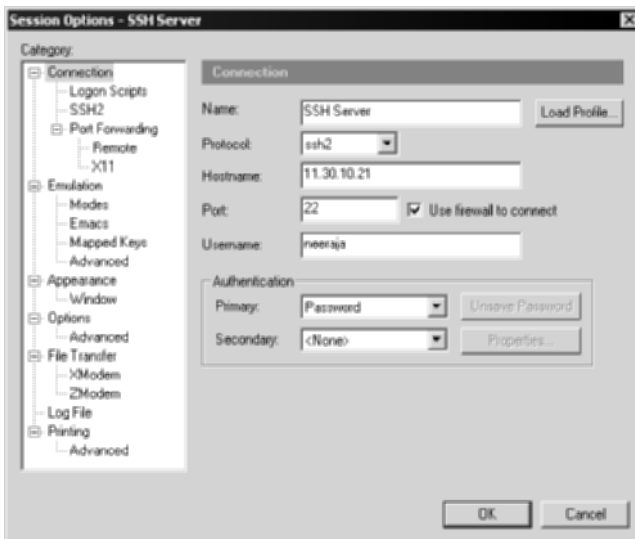 Session Options - SSH Server
Category:
Connection
Logon Scripts
SSH2
Port Forwarding
Remote
X11
Emulation
Modes
Emacs
Mapped Keys
Advanced
Appearance
Window
Options
Advanced
File Transfer
XModem
ZModem
Log File
Printing
Advanced
Connection
Name: SSH Server Load Profile...
Protocol: ssh2
Hostname: 11.30.10.21
Port: 22 Use firewall to connect
Username: neeraja
Authentication
Primary: Password Unsave Password
Secondary: <None> Properties...
OK Cancel